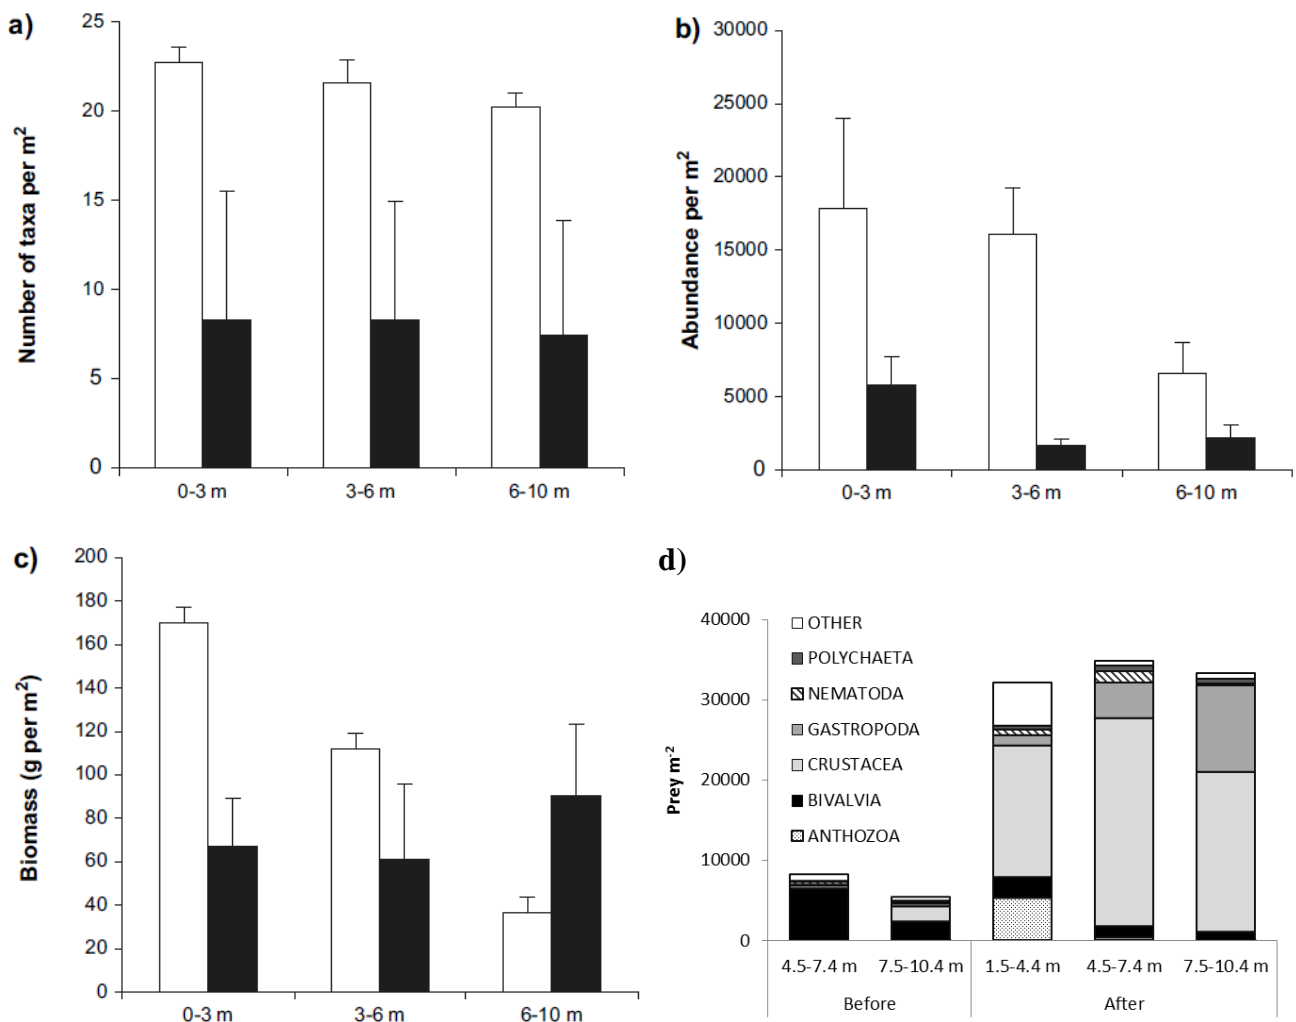 a)
Number of taxa per m²
25
20
15
10
5
0
0-3 m
3-6 m
6-10 m
b)
Abundance per m²
30000
25000
20000
15000
10000
5000
0
0-3 m
3-6 m
6-10 m
c)
Biomass (g per m²)
200
180
160
140
120
100
80
60
40
20
0
0-3 m
3-6 m
6-10 m
d)
Prey m⁻²
40000
30000
20000
10000
0
OTHER
POLYCHAETA
NEMATODA
GASTROPODA
CRUSTACEA
BIVALVIA
ANTHOZOA
4.5-7.4 m
7.5-10.4 m
1.5-4.4 m
4.5-7.4 m
7.5-10.4 m
Before
After